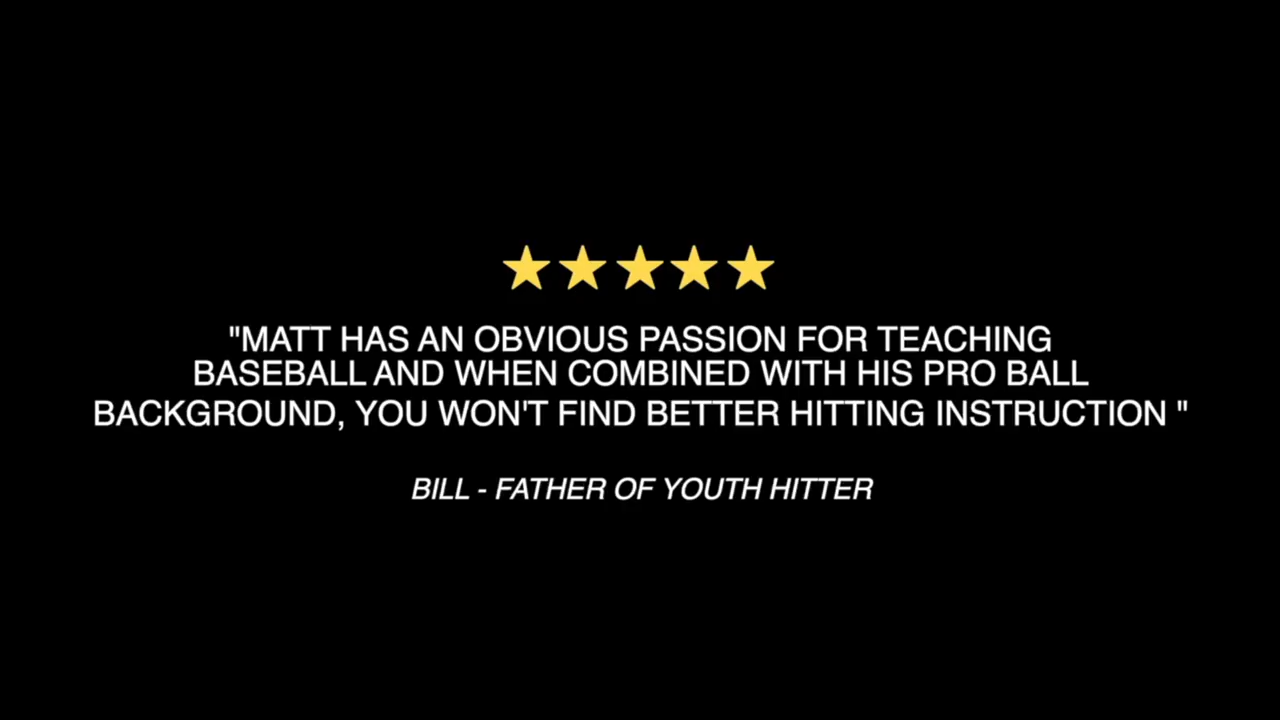 "MATT HAS AN OBVIOUS PASSION FOR TEACHING
BASEBALL AND WHEN COMBINED WITH HIS PRO BALL
BACKGROUND, YOU WON'T FIND BETTER HITTING INSTRUCTION "
BILL - FATHER OF YOUTH HITTER